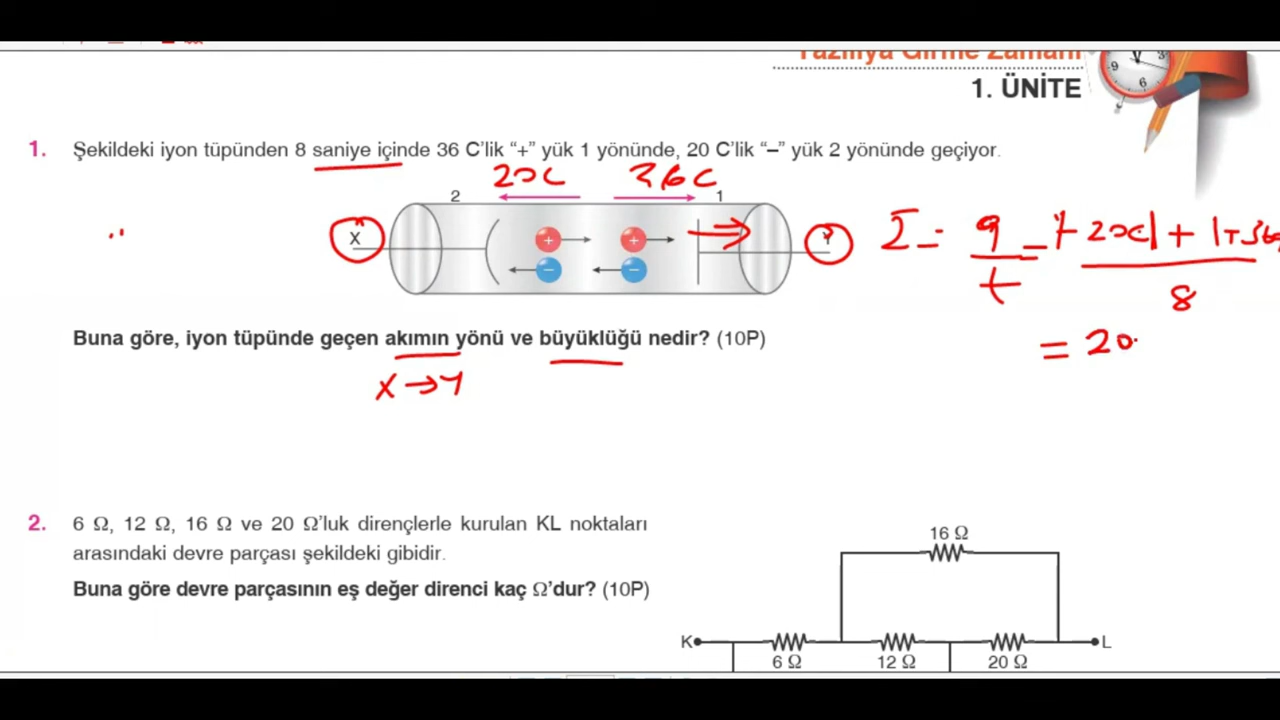 Yazılıya Girme Zamanı
1. ÜNİTE
1. Şekildeki iyon tüpünden 8 saniye içinde 36 C'lik “+” yük 1 yönünde, 20 C'lik “–” yük 2 yönünde geçiyor.
20C 36C
2 1
X Y
+ +
– –
I = q/t = |-20| + |+36
8
= 20
Buna göre, iyon tüpünde geçen akımın yönü ve büyüklüğü nedir? (10P)
X → Y
2. 6 Ω, 12 Ω, 16 Ω ve 20 Ω'luk dirençlerle kurulan KL noktaları
arasındaki devre parçası şekildeki gibidir.
Buna göre devre parçasının eş değer direnci kaç Ω'dur? (10P)
16 Ω
K L
6 Ω 12 Ω 20 Ω